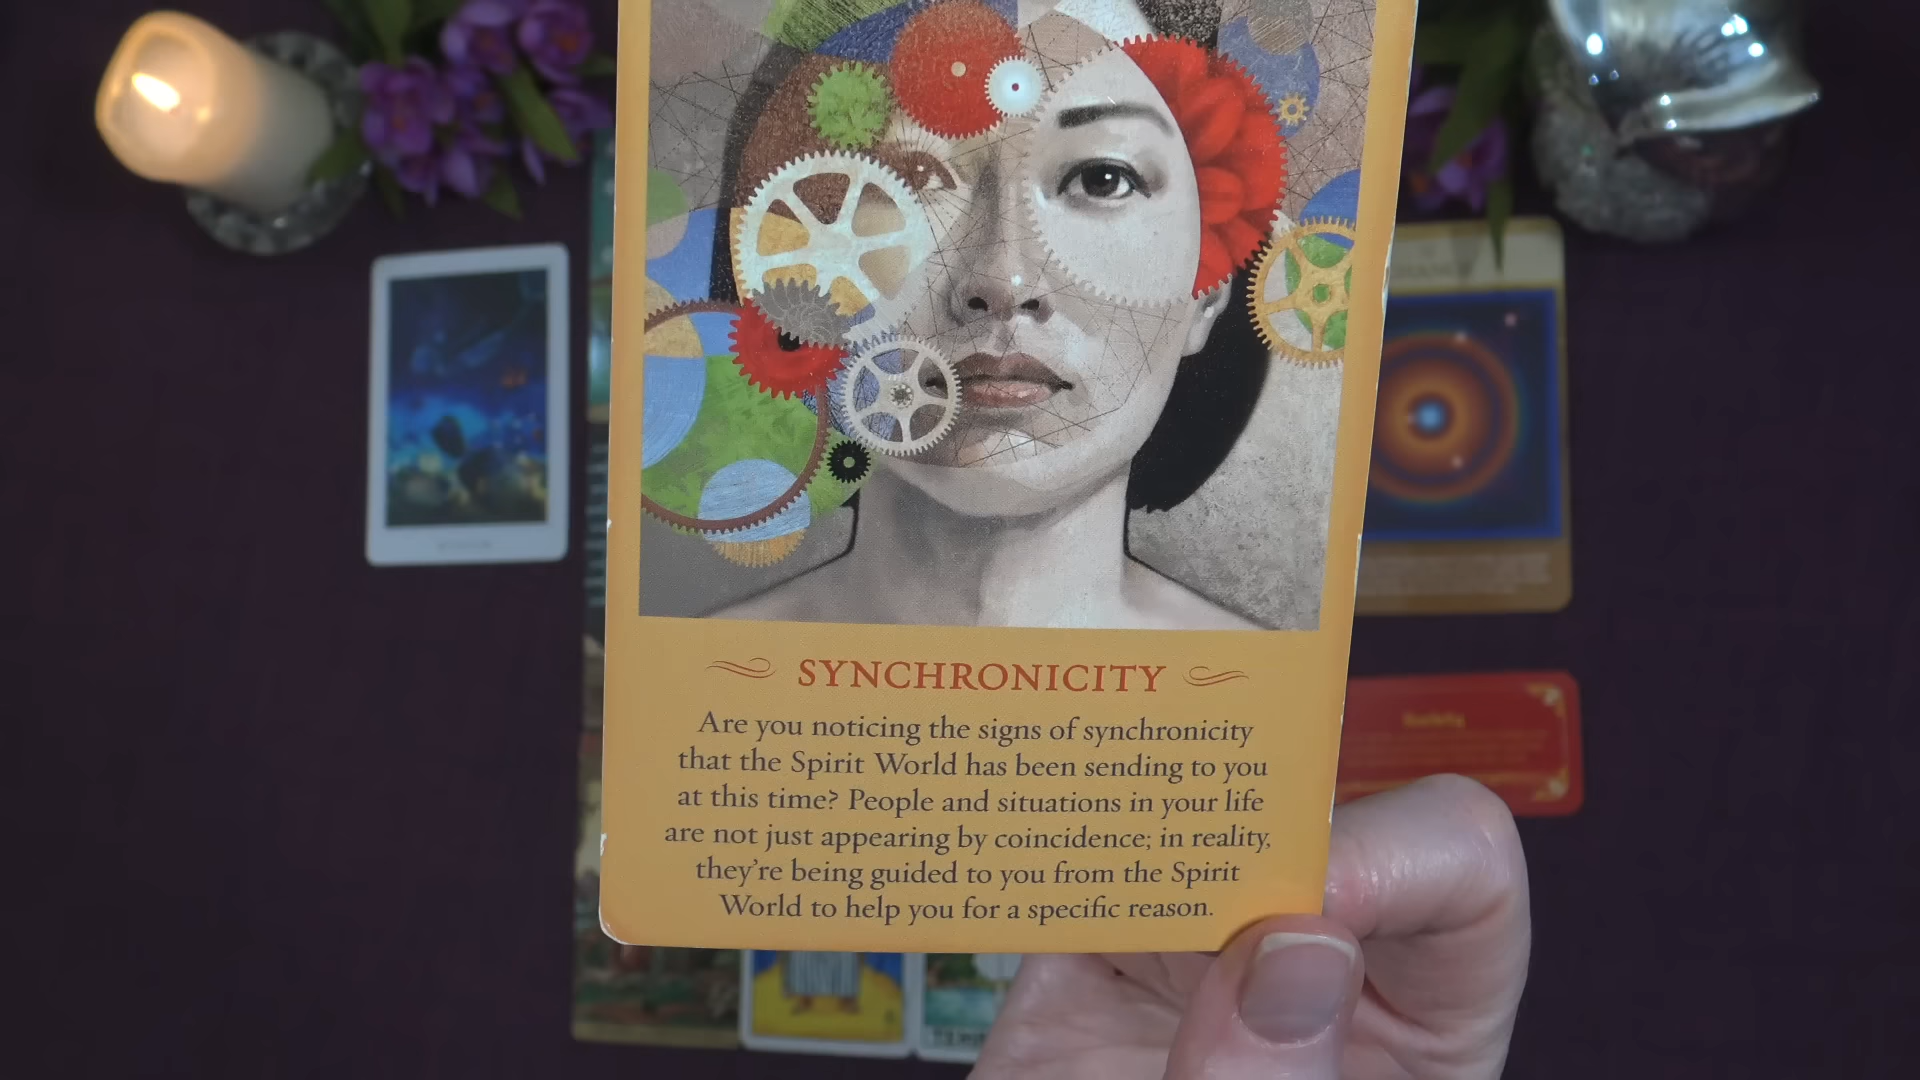 SYNCHRONICITY
Are you noticing the signs of synchronicity
that the Spirit World has been sending to you
at this time? People and situations in your life
are not just appearing by coincidence; in reality,
they're being guided to you from the Spirit
World to help you for a specific reason.